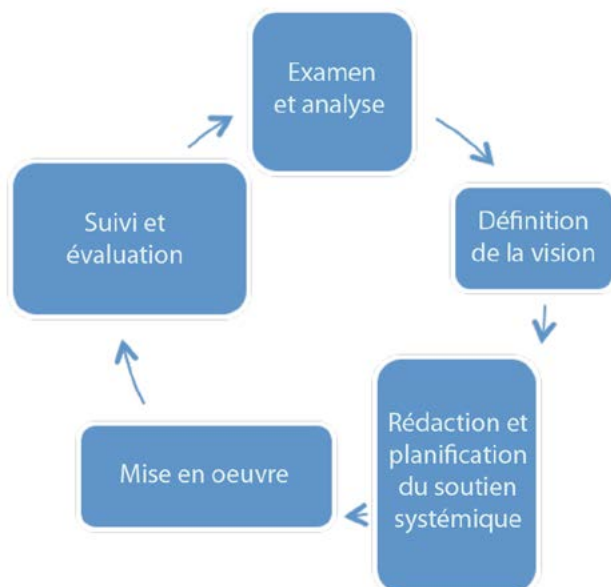 Examen
et analyse
Définition
de la vision
Rédaction et
planification
du soutien
systémique
Mise en oeuvre
Suivi et
évaluation